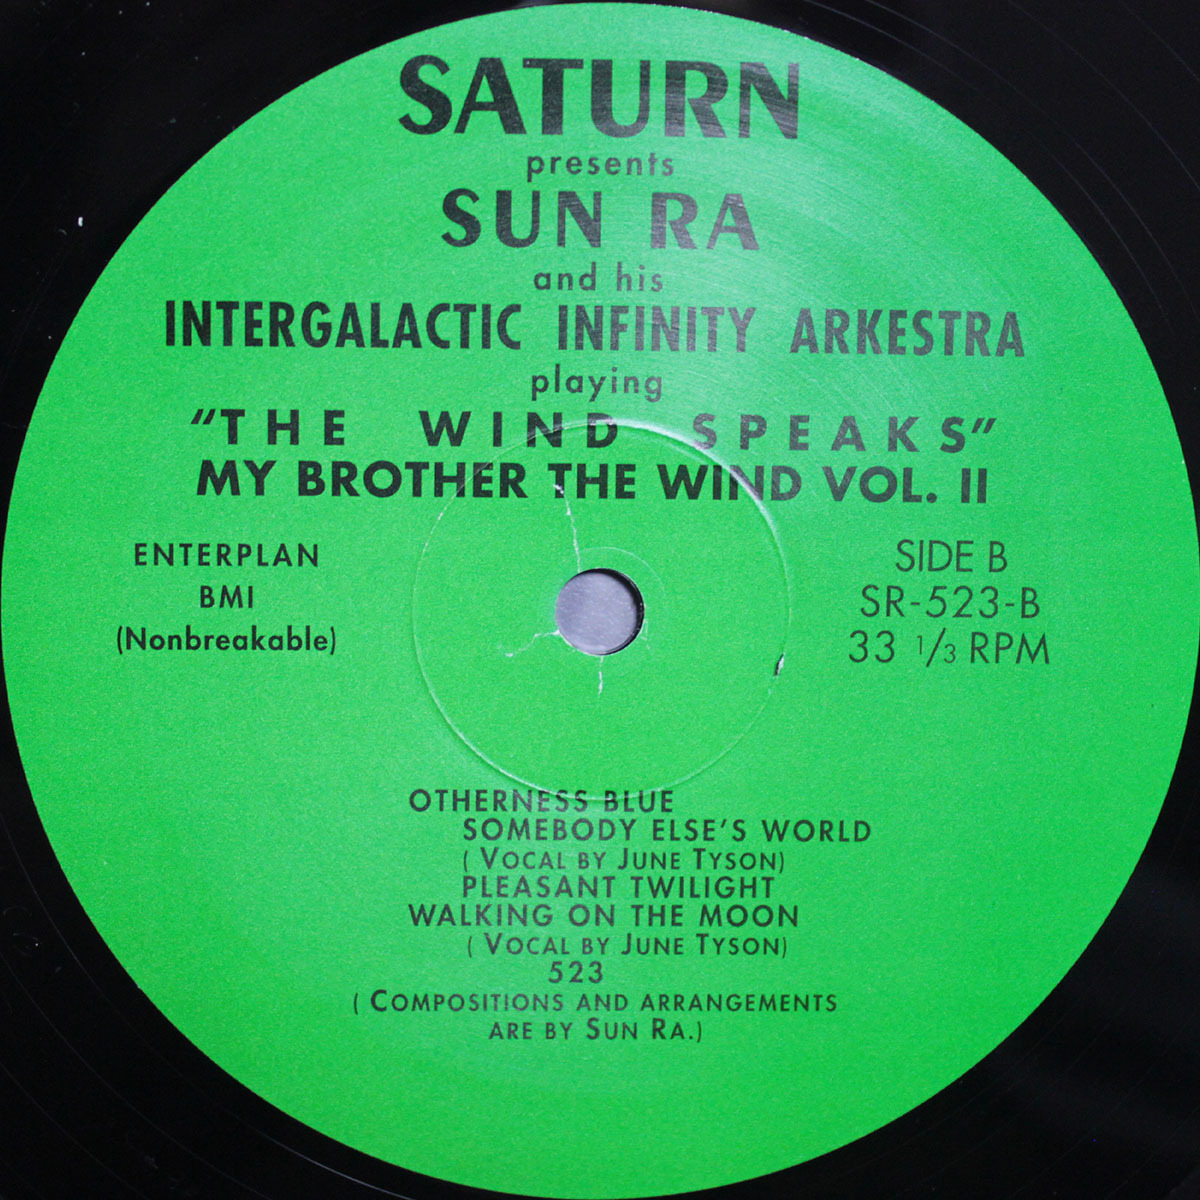 SATURN
presents
SUN RA
and his
INTERGALACTIC INFINITY ARKESTRA
playing
“THE WIND SPEAKS”
MY BROTHER THE WIND VOL. II
ENTERPLAN
BMI
(Nonbreakable)
SIDE B
SR-523-B
33 1/3 RPM
OTHERNESS BLUE
SOMEBODY ELSE'S WORLD
( VOCAL BY JUNE TYSON)
PLEASANT TWILIGHT
WALKING ON THE MOON
( VOCAL BY JUNE TYSON)
523
( COMPOSITIONS AND ARRANGEMENTS
ARE BY SUN RA.)